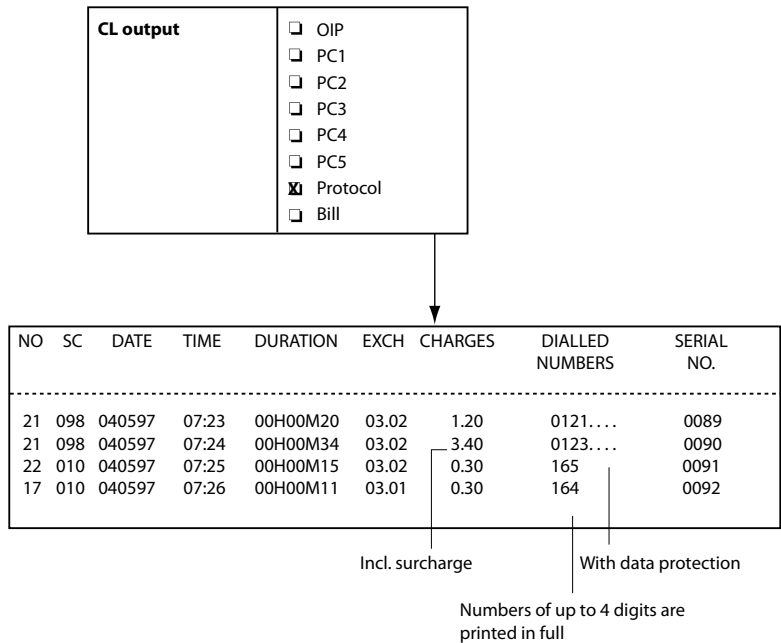 CL output
OIP
PC1
PC2
PC3
PC4
PC5
X Protocol
Bill
NO SC DATE TIME DURATION EXCH CHARGES DIALLED NUMBERS SERIAL NO.
21 098 040597 07:23 00H00M20 03.02 1.20 0121.... 0089
21 098 040597 07:24 00H00M34 03.02 3.40 0123.... 0090
22 010 040597 07:25 00H00M15 03.02 0.30 165 0091
17 010 040597 07:26 00H00M11 03.01 0.30 164 0092
Incl. surcharge
With data protection
Numbers of up to 4 digits are
printed in full